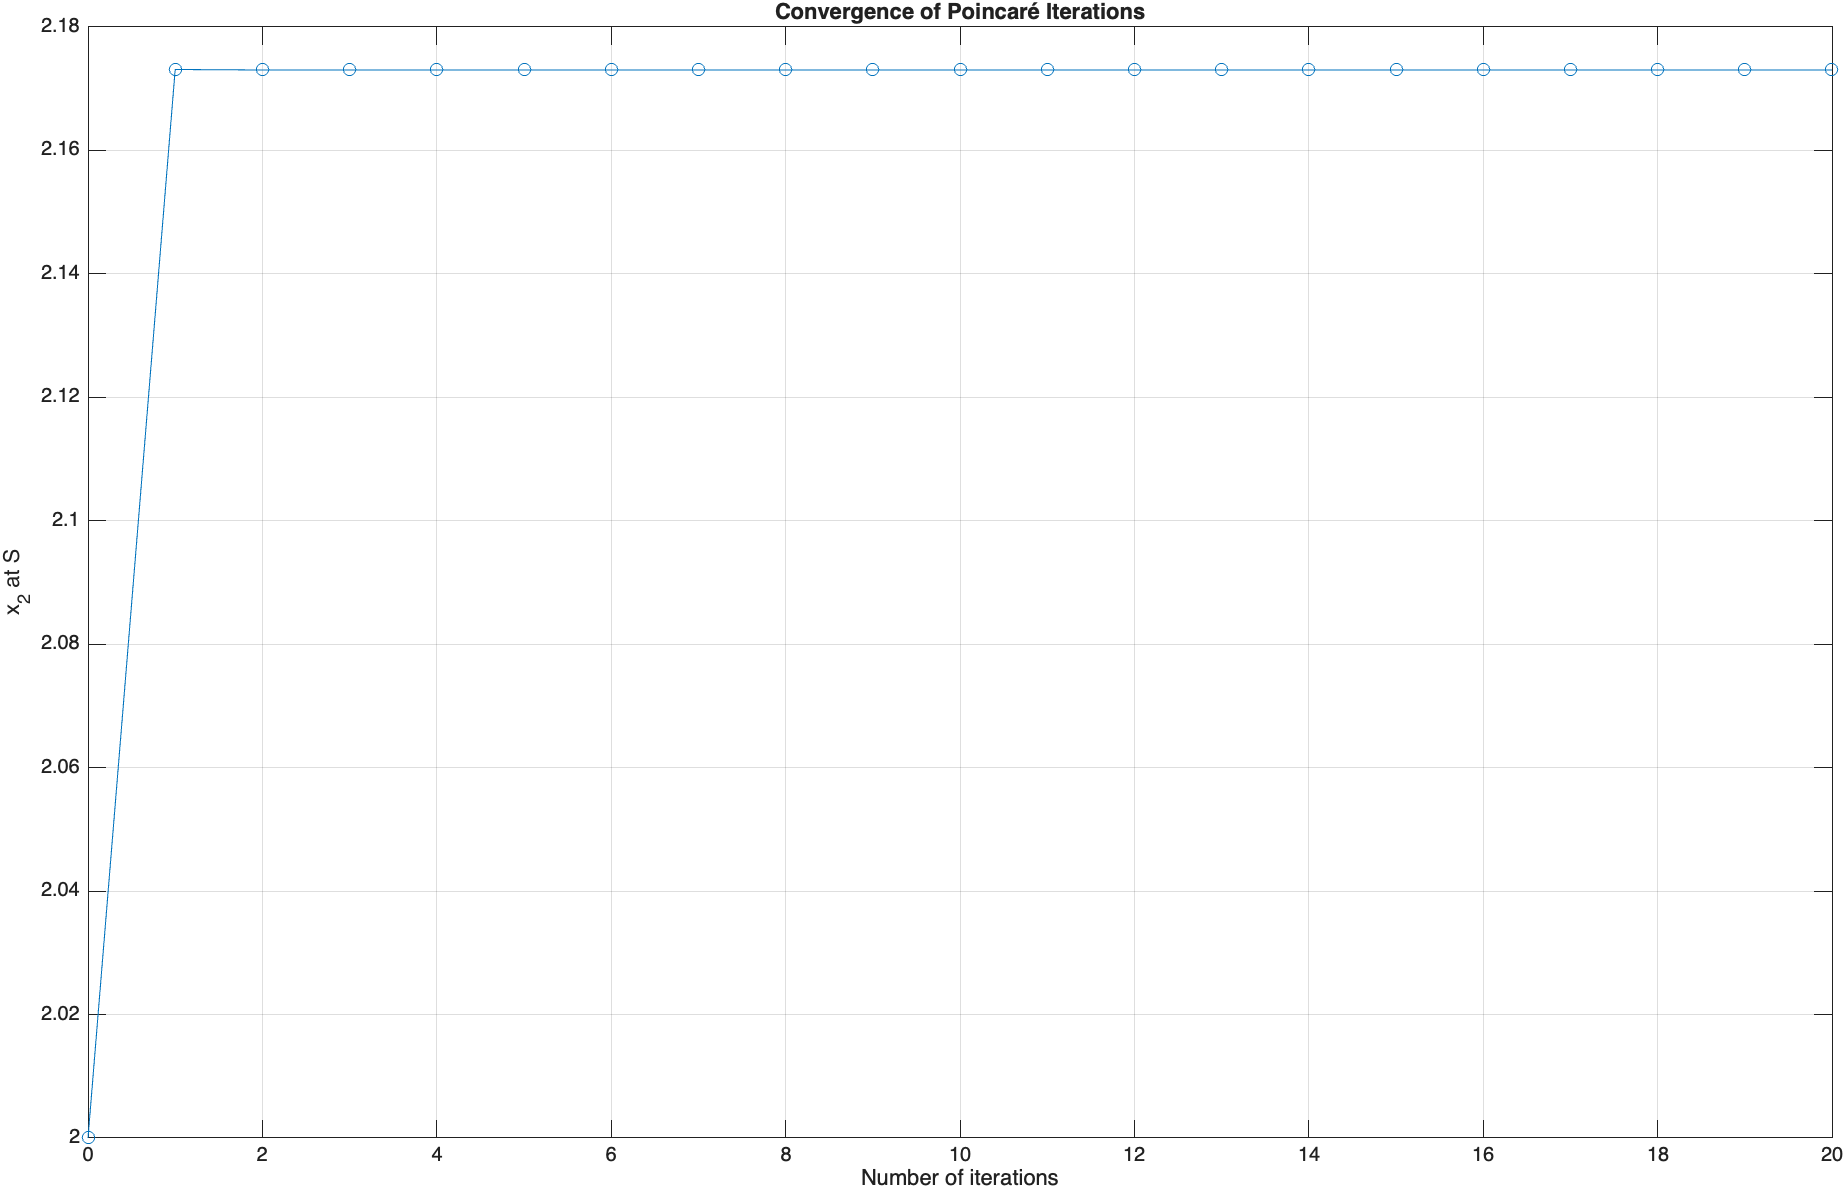 Convergence of Poincaré Iterations
2.18
2.16
2.14
2.12
2.1
2.08
2.06
2.04
2.02
2
x2 at S
0 2 4 6 8 10 12 14 16 18 20
Number of iterations